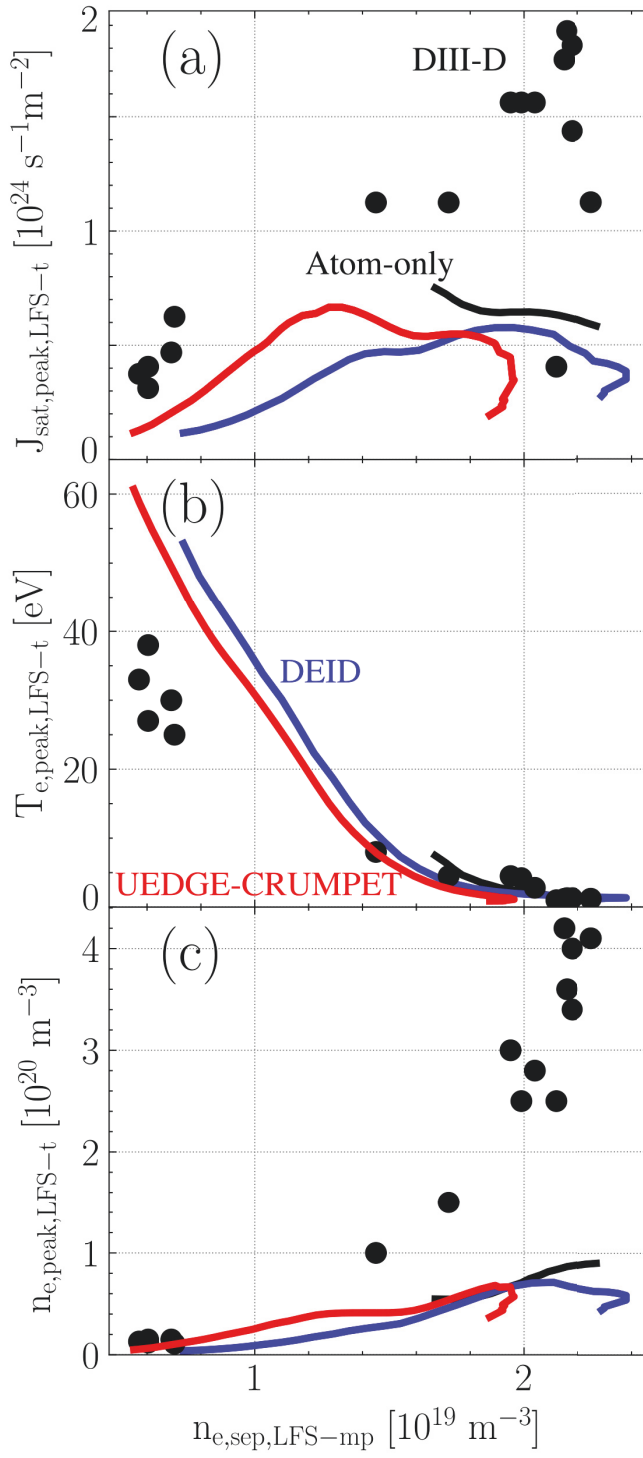 2
(a)
DIII-D
J_sat,peak,LFS−t [10^24 s^−1 m^−2]
1
Atom-only
0
60
(b)
T_e,peak,LFS−t [eV]
40
DEID
20
UEDGE-CRUMPET
0
4
(c)
n_e,peak,LFS−t [10^20 m^−3]
3
2
1
0
1 2
n_e,sep,LFS−mp [10^19 m^−3]